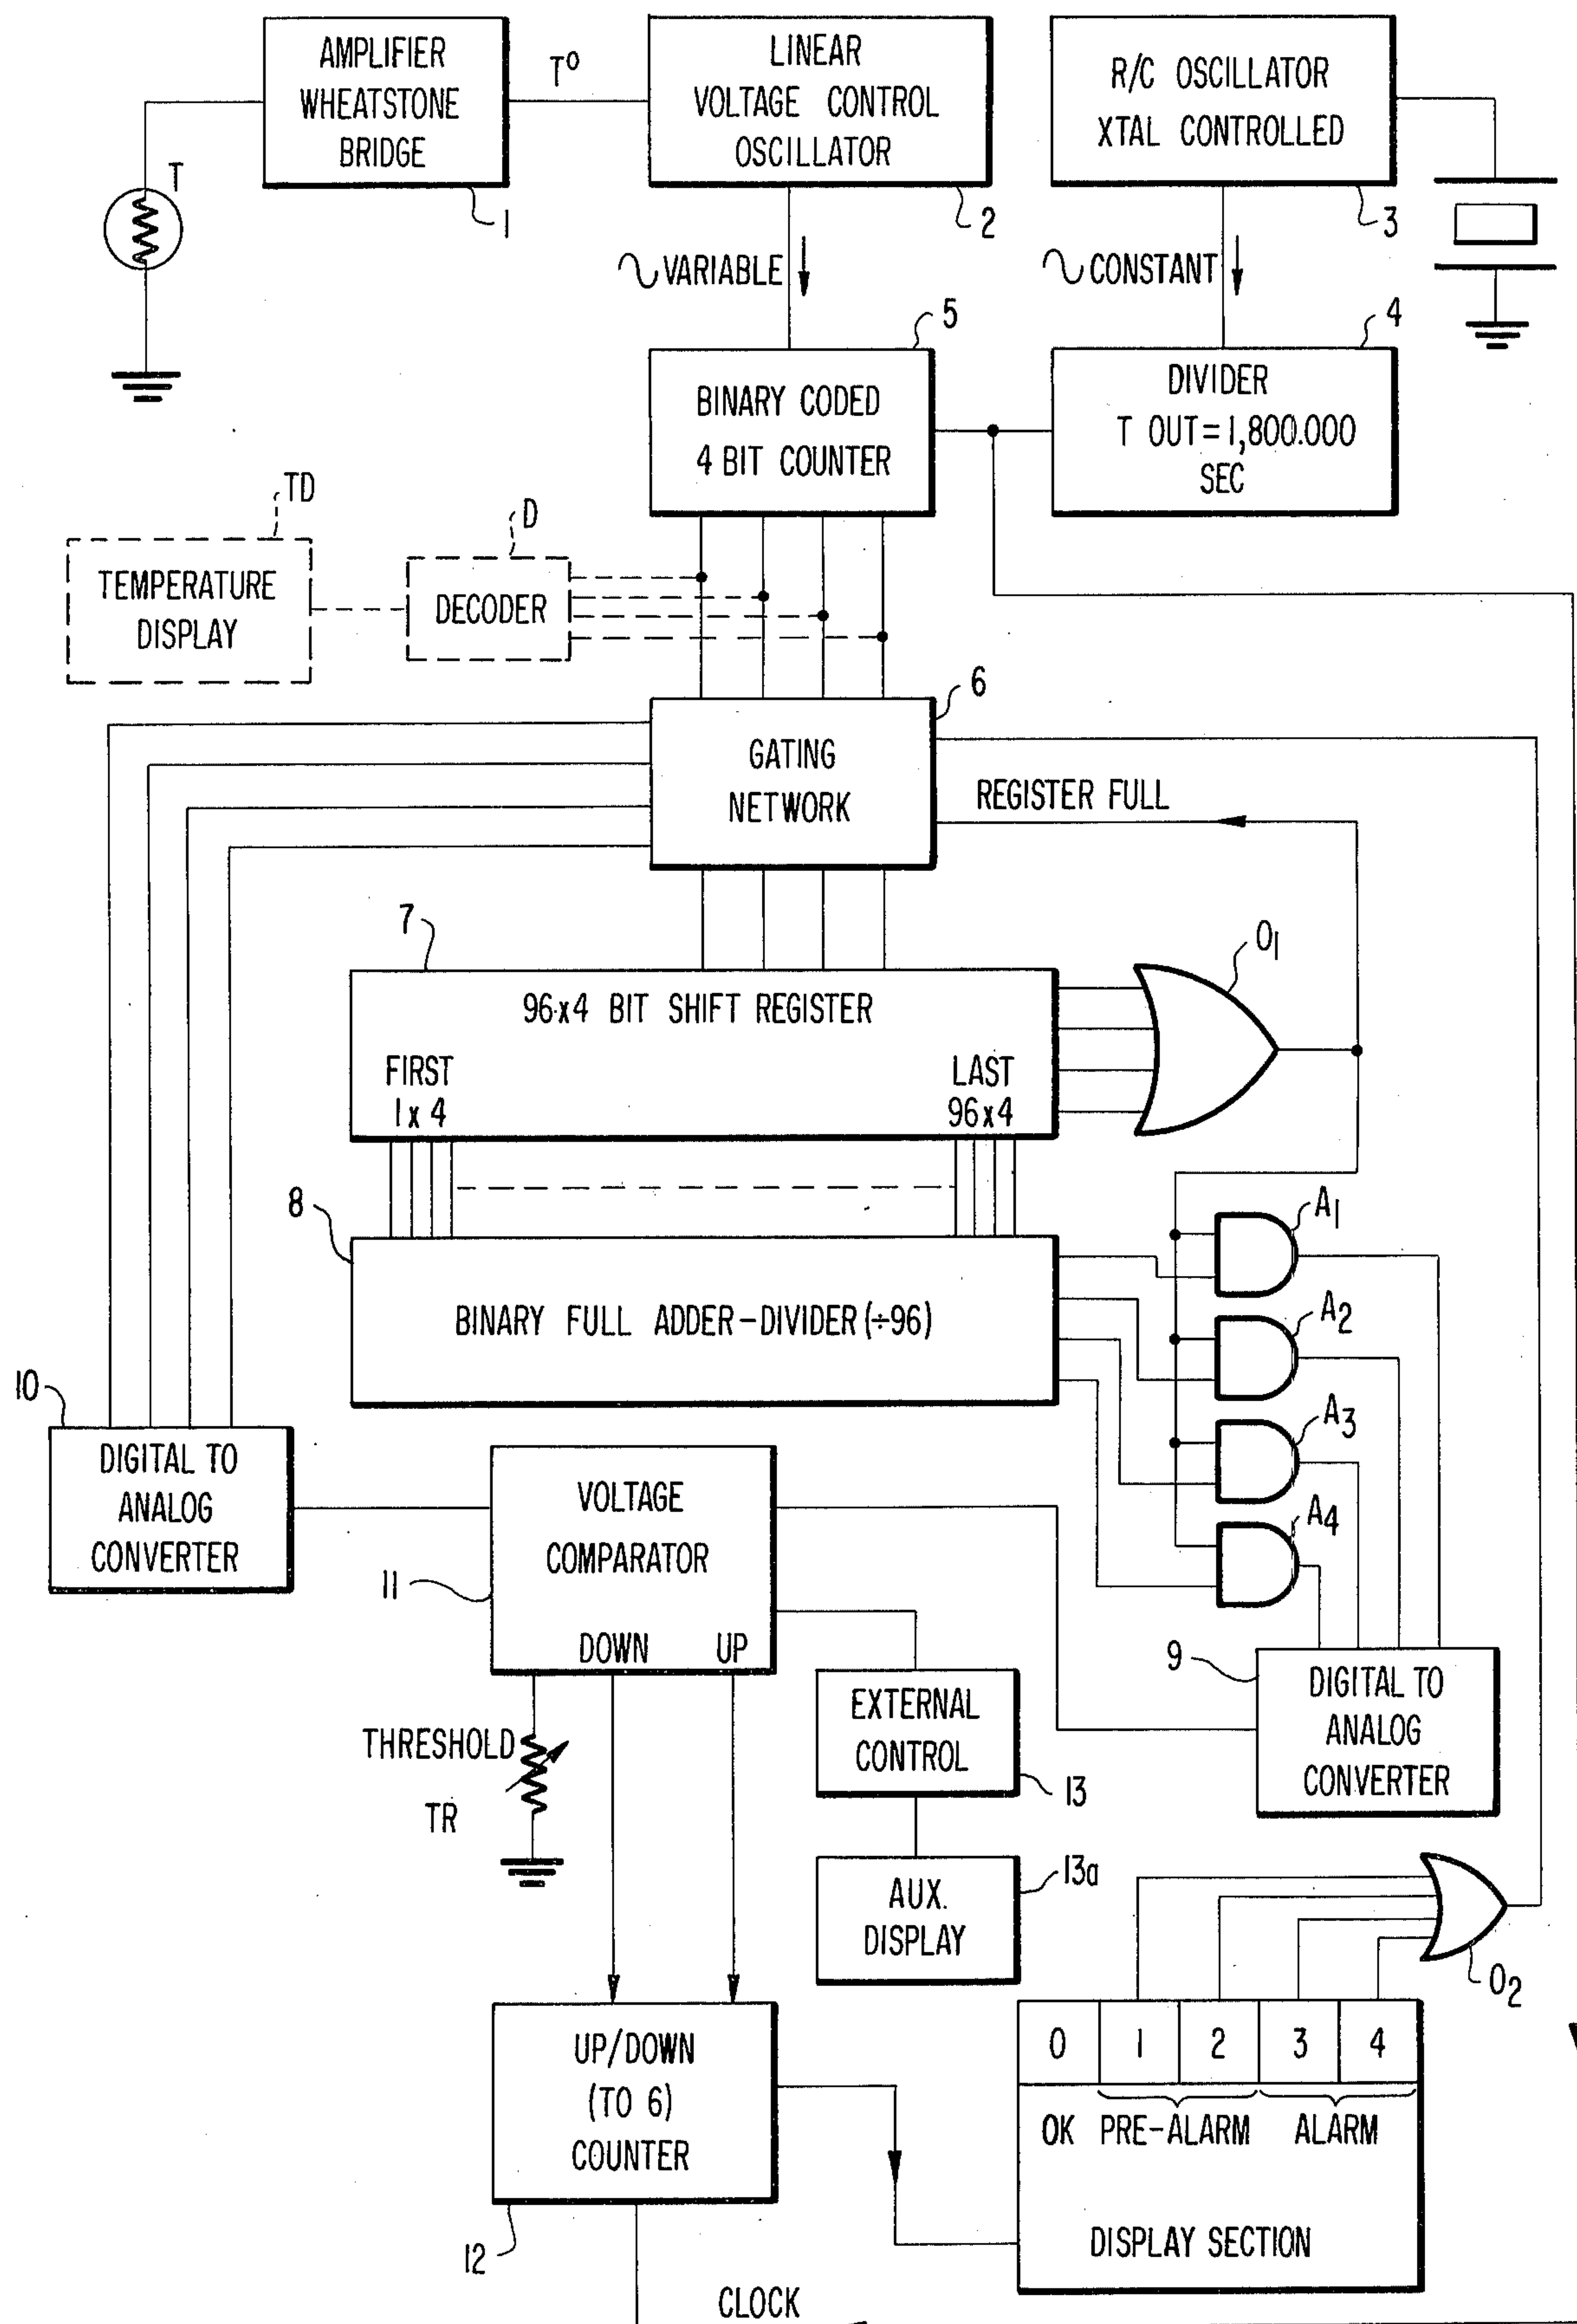 AMPLIFIER
WHEATSTONE
BRIDGE
1
T
T°
LINEAR
VOLTAGE CONTROL
OSCILLATOR
2
R/C OSCILLATOR
XTAL CONTROLLED
3
VARIABLE
CONSTANT
5
BINARY CODED
4 BIT COUNTER
4
DIVIDER
T OUT=1,800.000
SEC
TD
TEMPERATURE
DISPLAY
D
DECODER
6
GATING
NETWORK
REGISTER FULL
7
96x4 BIT SHIFT REGISTER
FIRST
1x4
LAST
96x4
O1
8
BINARY FULL ADDER-DIVIDER (÷96)
A1
A2
A3
A4
10
DIGITAL TO
ANALOG
CONVERTER
VOLTAGE
COMPARATOR
11
DOWN UP
THRESHOLD
TR
EXTERNAL
CONTROL
13
AUX.
DISPLAY
13a
9
DIGITAL TO
ANALOG
CONVERTER
O2
UP/DOWN
(TO 6)
COUNTER
12
0 1 2 3 4
OK PRE-ALARM ALARM
DISPLAY SECTION
CLOCK